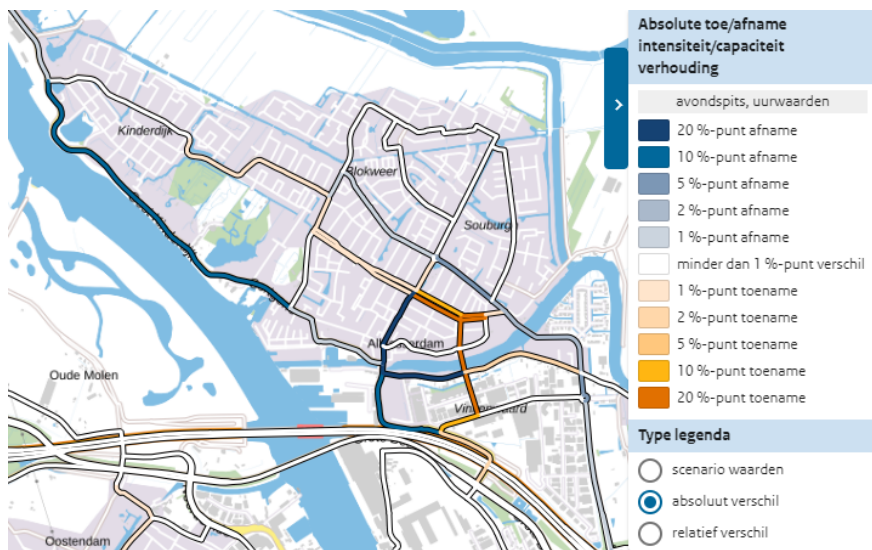 Kinderdijk
Blokweer
Souburgh
Oude Molen
Oostendam
Absolute toe/afname
intensiteit/capaciteit
verhouding
avondspits, uurwaarden
20 %-punt afname
10 %-punt afname
5 %-punt afname
2 %-punt afname
1 %-punt afname
minder dan 1 %-punt verschil
1 %-punt toename
2 %-punt toename
5 %-punt toename
10 %-punt toename
20 %-punt toename
Type legenda
scenario waarden
absoluut verschil
relatief verschil